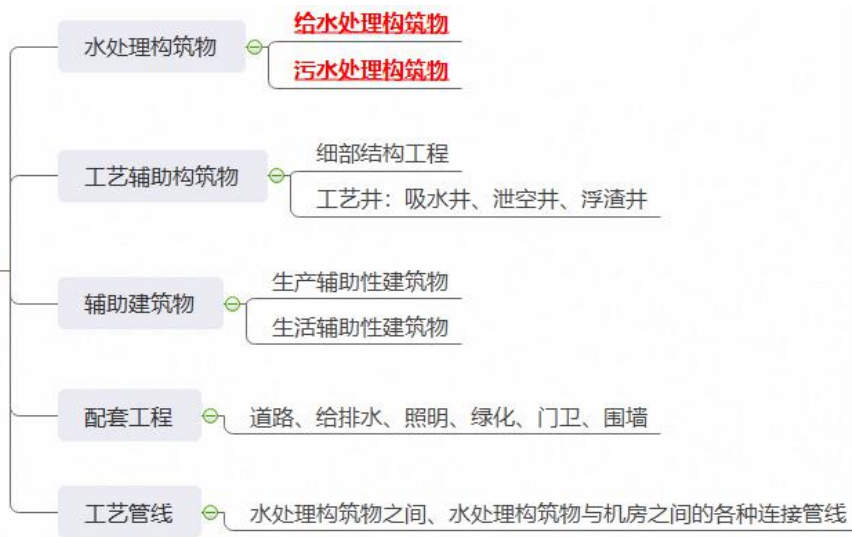 水处理构筑物
给水处理构筑物
污水处理构筑物
工艺辅助构筑物
细部结构工程
工艺井：吸水井、泄空井、浮渣井
辅助建筑物
生产辅助性建筑物
生活辅助性建筑物
配套工程
道路、给排水、照明、绿化、门卫、围墙
工艺管线
水处理构筑物之间、水处理构筑物与机房之间的各种连接管线